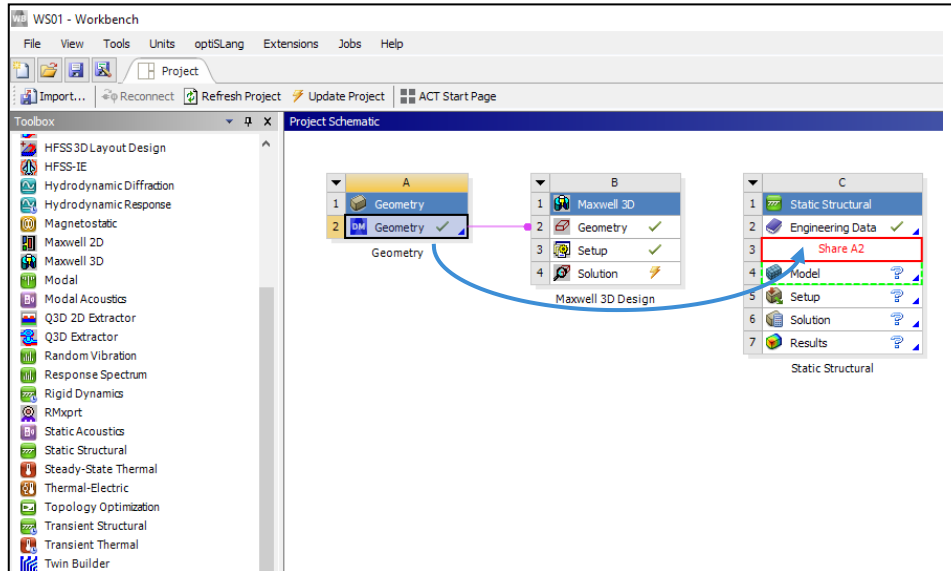 WS01 - Workbench
File View Tools Units optiSLang Extensions Jobs Help
Project
Import... Reconnect Refresh Project Update Project ACT Start Page
Toolbox
HFSS 3D Layout Design
HFSS-IE
Hydrodynamic Diffraction
Hydrodynamic Response
Magnetostatic
Maxwell 2D
Maxwell 3D
Modal
Modal Acoustics
Q3D 2D Extractor
Q3D Extractor
Random Vibration
Response Spectrum
Rigid Dynamics
RMxprt
Static Acoustics
Static Structural
Steady-State Thermal
Thermal-Electric
Topology Optimization
Transient Structural
Transient Thermal
Twin Builder
Project Schematic
A
1 Geometry
2 DM Geometry
Geometry
B
1 Maxwell 3D
2 Geometry
3 Setup
4 Solution
Maxwell 3D Design
C
1 Static Structural
2 Engineering Data
3 Share A2
4 Model
5 Setup
6 Solution
7 Results
Static Structural